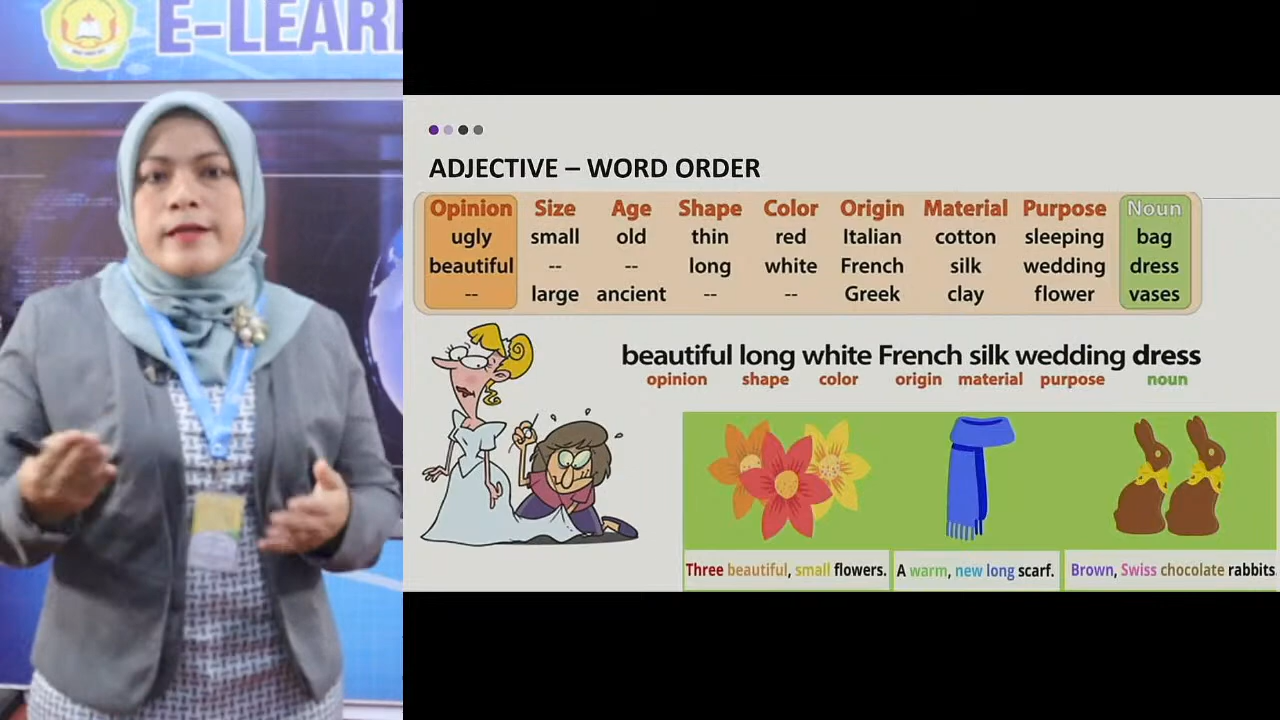 E-LEAR
ADJECTIVE – WORD ORDER
Opinion Size Age Shape Color Origin Material Purpose Noun
ugly small old thin red Italian cotton sleeping bag
beautiful -- -- long white French silk wedding dress
-- large ancient -- -- Greek clay flower vases
beautiful long white French silk wedding dress
opinion shape color origin material purpose noun
Three beautiful, small flowers.
A warm, new long scarf.
Brown, Swiss chocolate rabbits